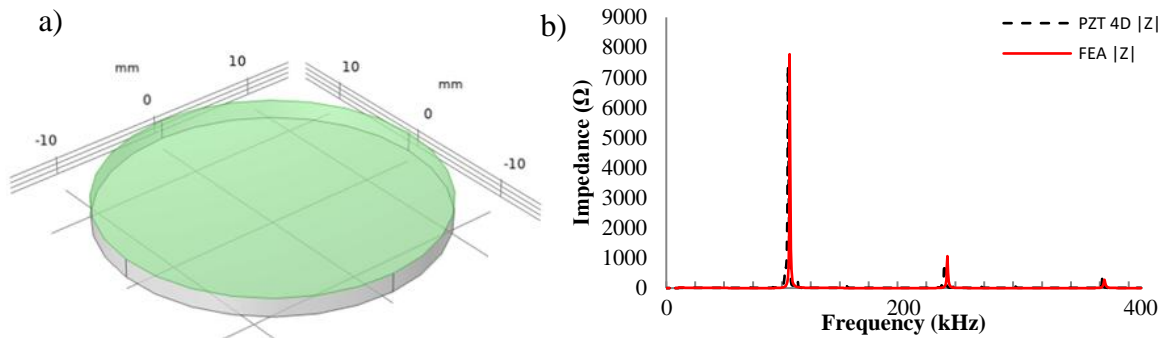 a)
mm
10
0
-10
10
mm
0
-10
b)
Impedance (Ω)
9000
8000
7000
6000
5000
4000
3000
2000
1000
0
PZT 4D |Z|
FEA |Z|
0
200
400
Frequency (kHz)